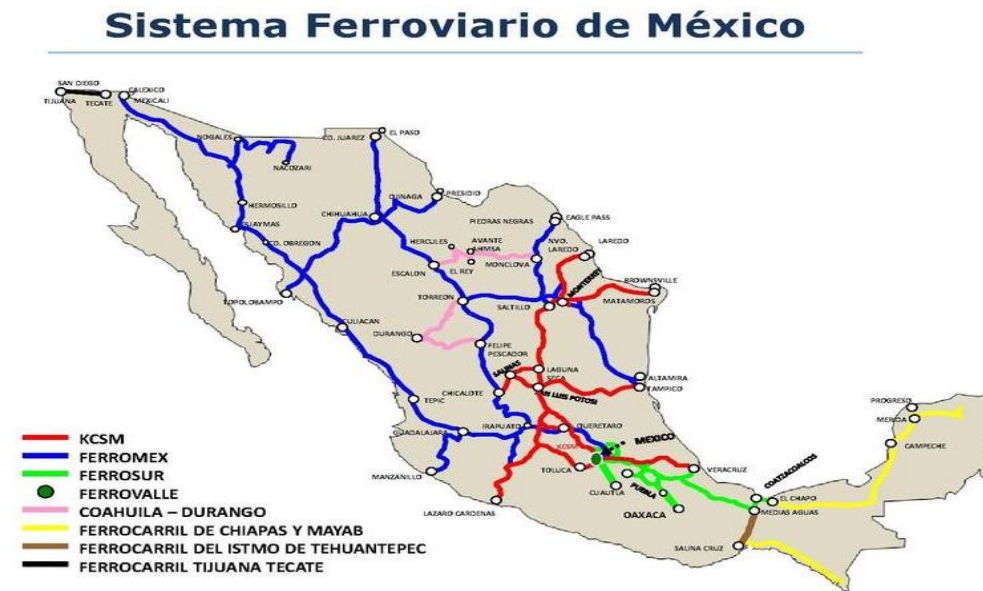 Sistema Ferroviario de México
SAN DIEGO
TIJUANA
TECATE
CALEXICO
MEXICALI
NOGALES
NACOZARI
CD. JUAREZ
EL PASO
OJINAGA
PRESIDIO
HERMOSILLO
GUAYMAS
CD. OBREGON
CHIHUAHUA
PIEDRAS NEGRAS
EAGLE PASS
HERCULES
AVANTE
AHMSA
NVO.
LAREDO
LAREDO
ESCALON
EL REY
MONCLOVA
MONTERREY
BROWNSVILLE
TOPOLOBAMPO
TORREON
SALTILLO
MATAMOROS
CULIACAN
DURANGO
FELIPE
PESCADOR
SALINAS
LAGUNA
SECA
ALTAMIRA
TAMPICO
CHICALOTE
SAN LUIS POTOSI
TEPIC
PROGRESO
MERIDA
GUADALAJARA
IRAPUATO
QUERETARO
MEXICO
KCSM
CAMPECHE
MANZANILLO
TOLUCA
VERACRUZ
COATZACOALCOS
CUAUTLA
PUEBLA
EL CHAPO
LAZARO CARDENAS
OAXACA
MEDIAS AGUAS
SALINA CRUZ
KCSM
FERROMEX
FERROSUR
FERROVALLE
COAHUILA – DURANGO
FERROCARRIL DE CHIAPAS Y MAYAB
FERROCARRIL DEL ISTMO DE TEHUANTEPEC
FERROCARRIL TIJUANA TECATE